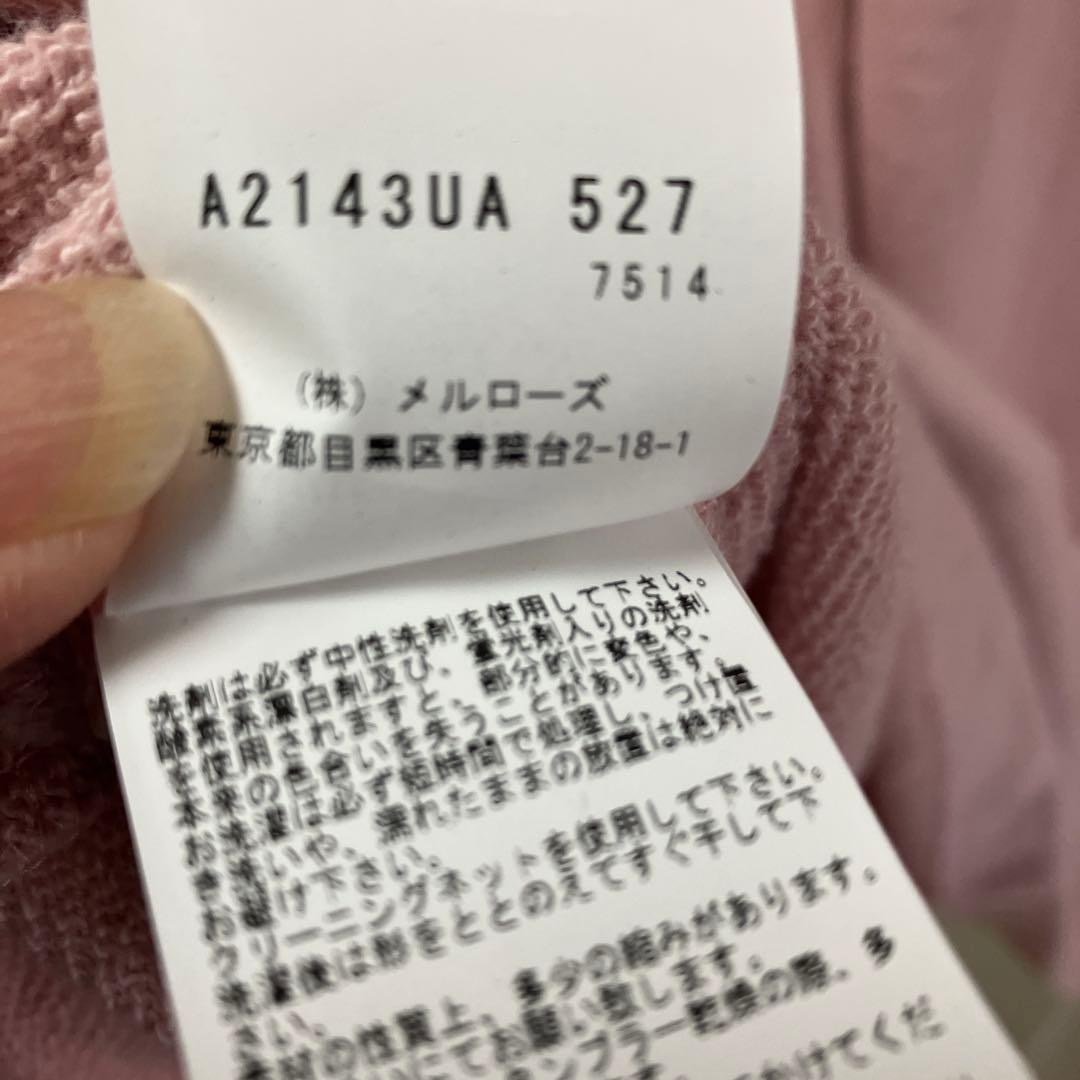 A2143UA 527
7514
(株) メルローズ
東京都目黒区青葉台2-18-1
洗剤は必ず中性洗剤を使用して下さい。
酸素系漂白剤及び、蛍光剤入りの洗剤
を使用されますと、部分的に変色や、
本来の色合いを失うことがあります。
お洗濯は必ず短時間で処理し、つけ置
き洗いや、濡れたままの放置は絶対に
お避け下さい。
クリーニングネットを使用して下さい。
洗濯後は形をととのえてすぐ干して下
さい。
素材の性質上、多少の縮みがあります。
にてお願い致します。
ンブラー乾燥の際、多
かけてくだ